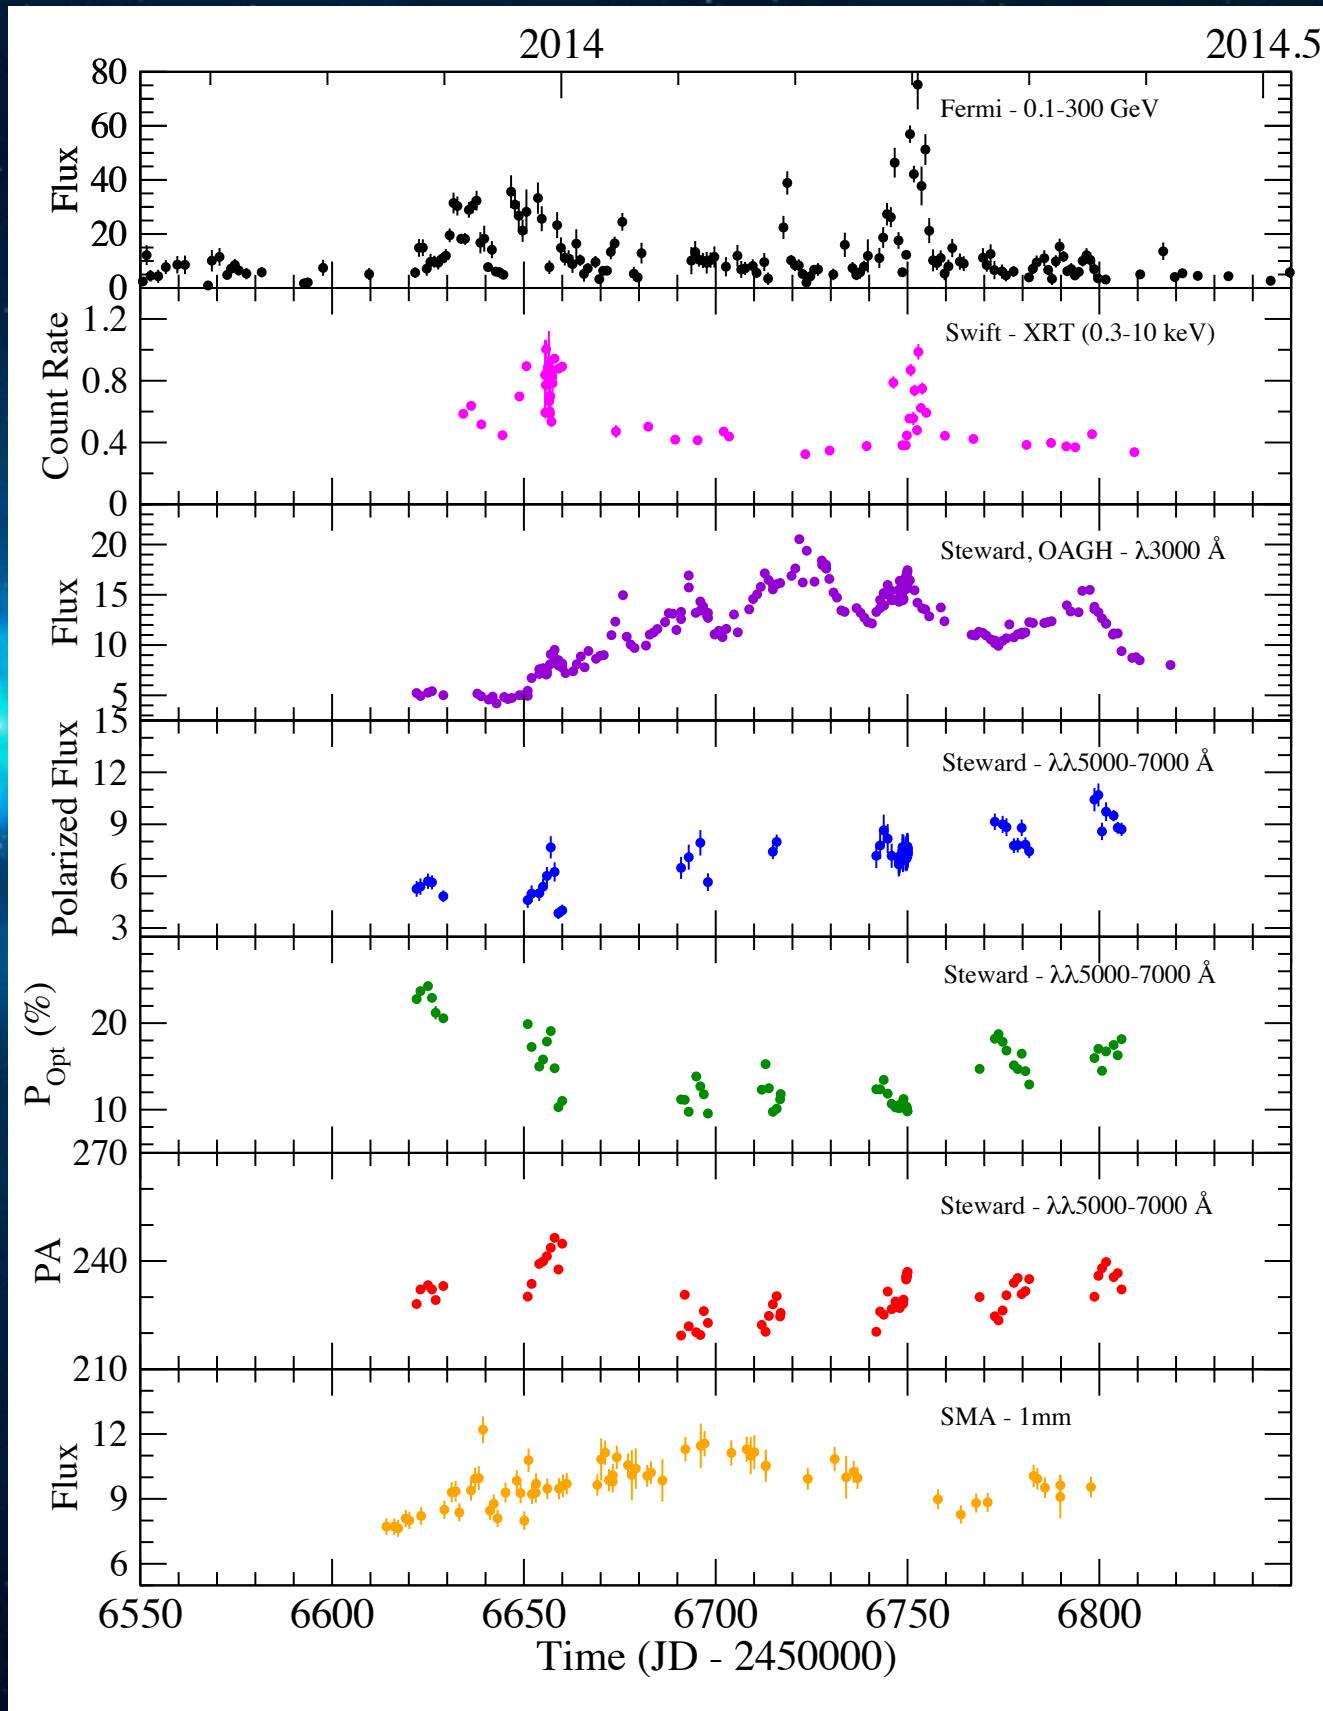 2014 2014.5
80
Fermi - 0.1-300 GeV
60
Flux
40
20
0
1.2
Swift - XRT (0.3-10 keV)
Count Rate
0.8
0.4
0
20
Steward, OAGH - λ3000 Å
15
Flux
10
5
15
Steward - λλ5000-7000 Å
12
Polarized Flux
9
6
3
Steward - λλ5000-7000 Å
P_Opt (%)
20
10
270
Steward - λλ5000-7000 Å
PA
240
210
SMA - 1mm
12
Flux
9
6
6550 6600 6650 6700 6750 6800
Time (JD - 2450000)